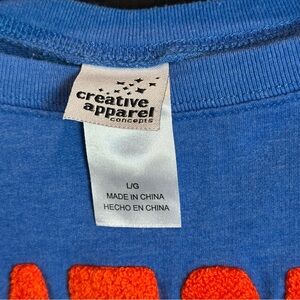 creative
apparel
concepts
L/G
MADE IN CHINA
HECHO EN CHINA